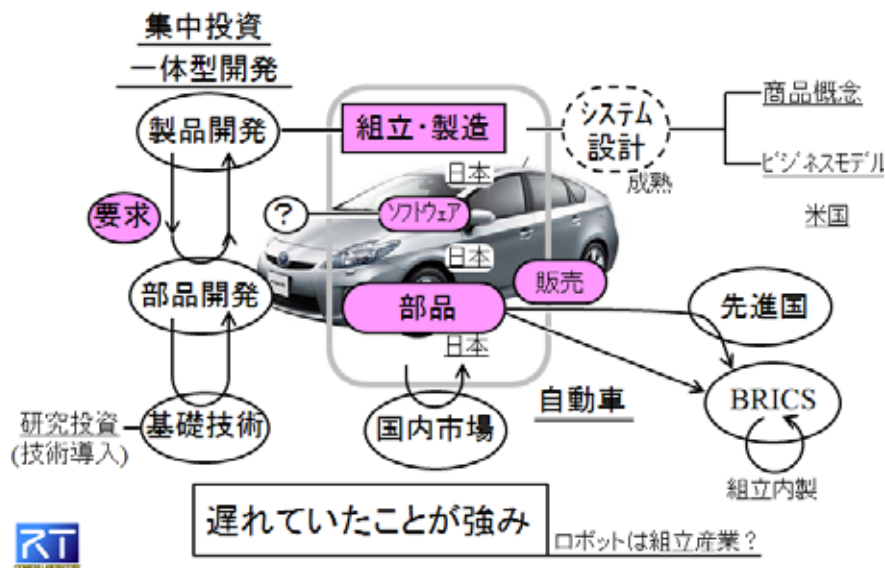 集中投資
一体型開発
製品開発
組立・製造
システム
設計
成熟
商品概念
ビジネスモデル
米国
日本
要求
?
ソフトウェア
日本
部品開発
部品
販売
日本
先進国
BRICS
組立内製
自動車
研究投資
(技術導入)
基礎技術
国内市場
遅れていたことが強み
ロボットは組立産業？
RT